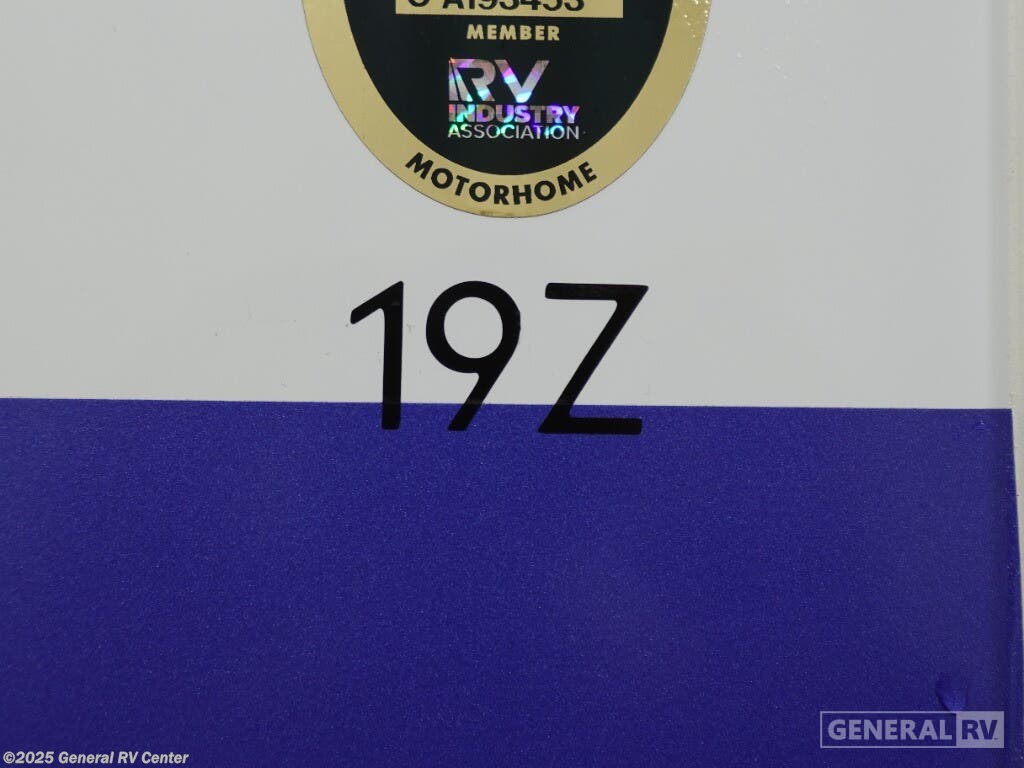 MEMBER
RV
INDUSTRY
ASSOCIATION
MOTORHOME
19Z
GENERAL RV
©2025 General RV Center